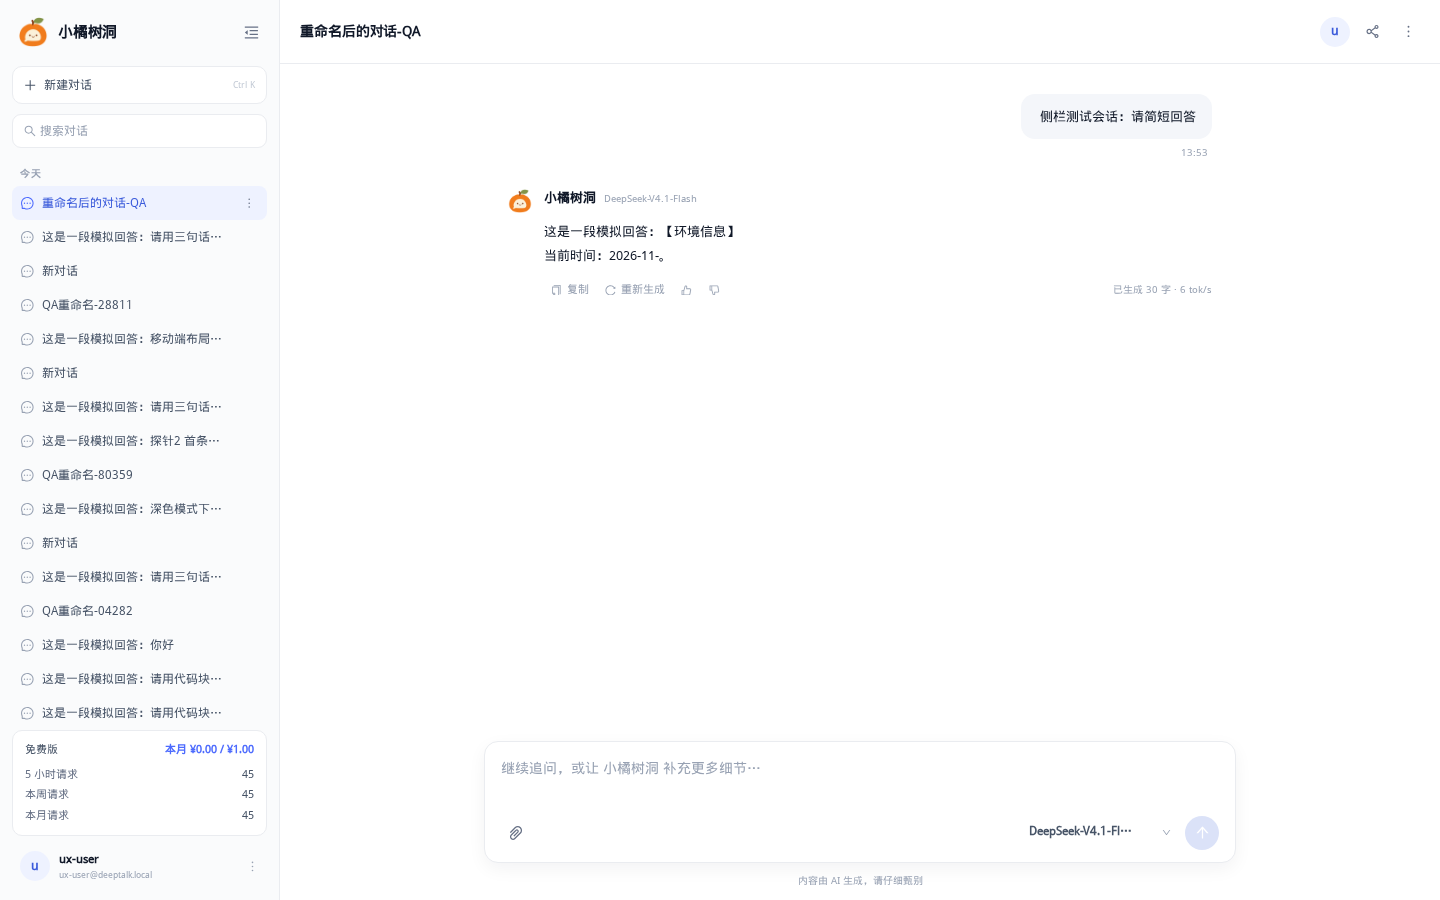 小橘树洞
新建对话
Ctrl K
搜索对话
今天
重命名后的对话-QA
这是一段模拟回答：请用三句话…
新对话
QA重命名-28811
这是一段模拟回答：移动端布局…
新对话
这是一段模拟回答：请用三句话…
这是一段模拟回答：探针2 首条…
QA重命名-80359
这是一段模拟回答：深色模式下…
新对话
这是一段模拟回答：请用三句话…
QA重命名-04282
这是一段模拟回答：你好
这是一段模拟回答：请用代码块…
这是一段模拟回答：请用代码块…
免费版 本月 ¥0.00 / ¥1.00
5 小时请求 45
本周请求 45
本月请求 45
u
ux-user
ux-user@deeptalk.local
重命名后的对话-QA
u
侧栏测试会话：请简短回答
13:53
小橘树洞 DeepSeek-V4.1-Flash
这是一段模拟回答：【环境信息】
当前时间：2026-11-。
复制 重新生成
已生成 30 字 · 6 tok/s
继续追问，或让 小橘树洞 补充更多细节…
DeepSeek-V4.1-Fl…
内容由 AI 生成，请仔细甄别